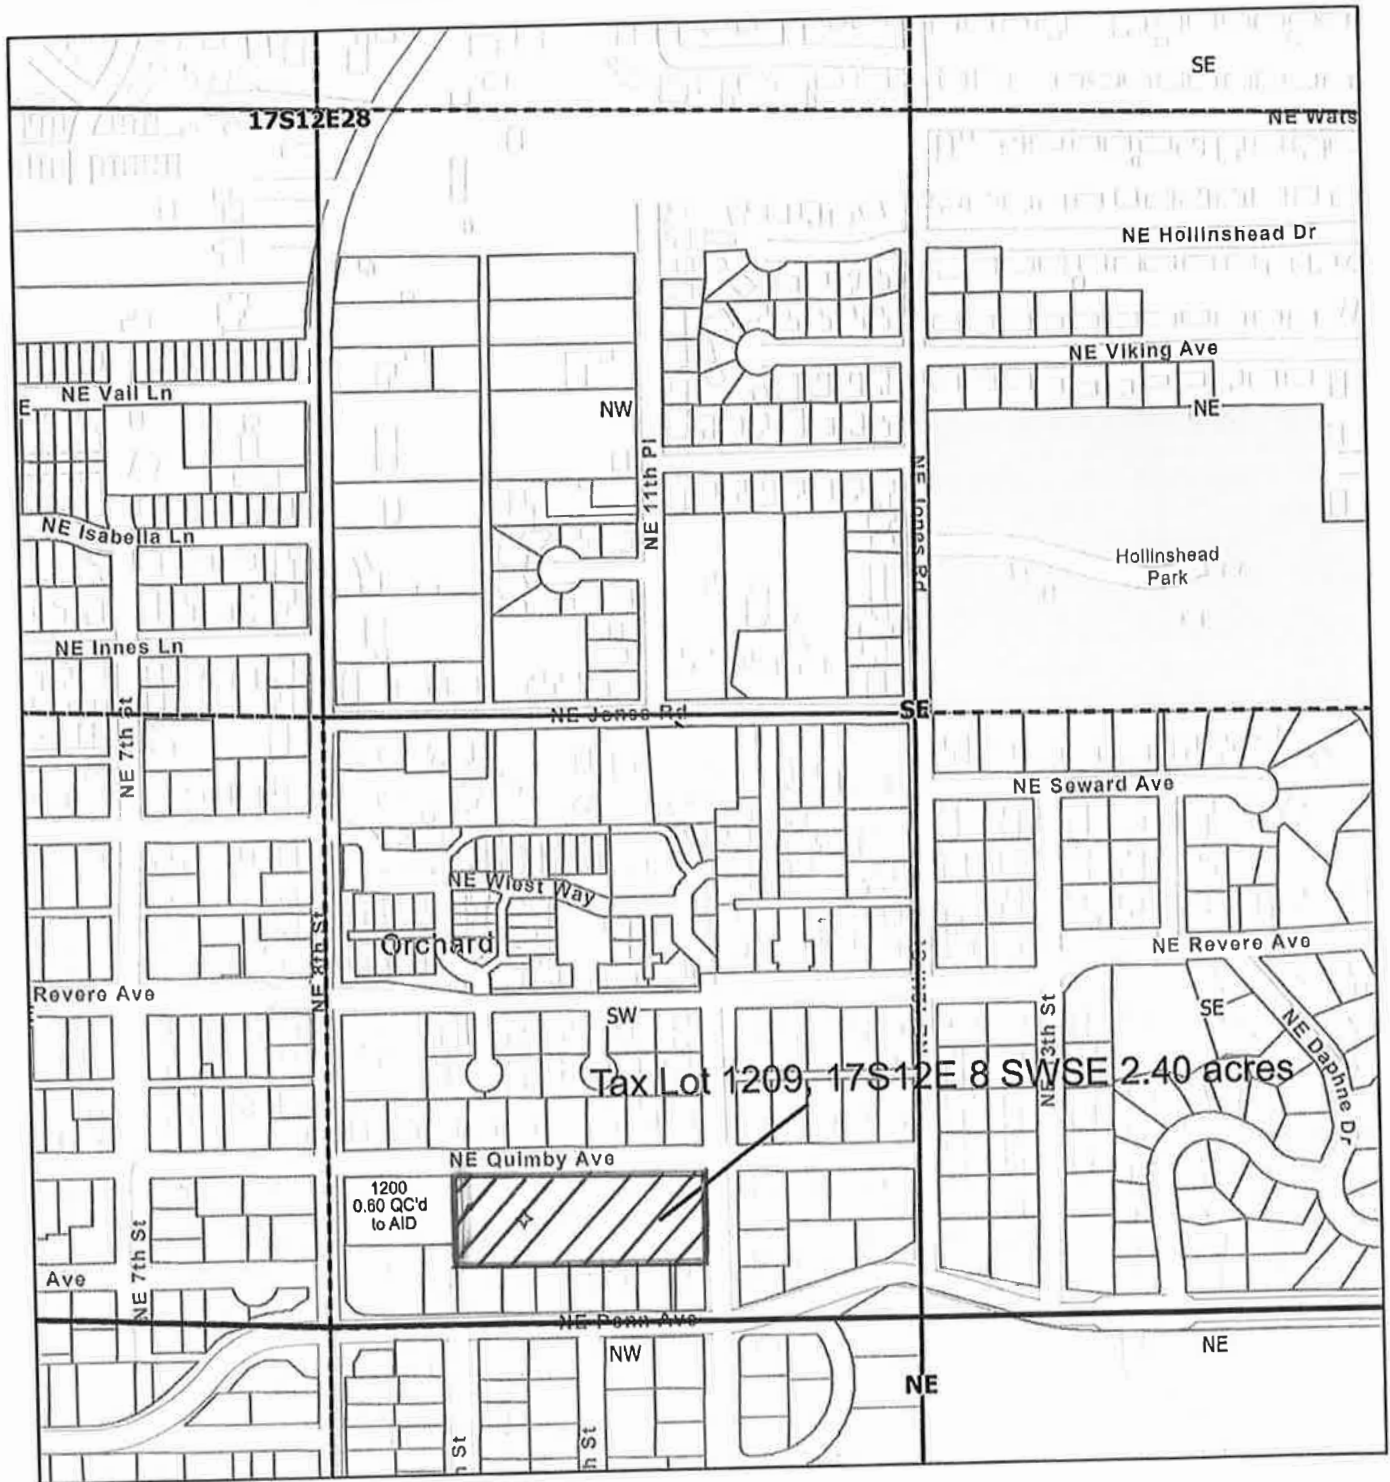 SE
17S12E28
NE Wats
NE Hollinshead Dr
NE Viking Ave
NE Vail Ln
E
NW
NE
NE 11th Pl
NE Jones Rd
NE Isabella Ln
Hollinshead
Park
NE Innes Ln
NE 7th St
NE Jones Rd
SE
NE Seward Ave
NE Wiest Way
Orchard
NE 8th St
NE Revere Ave
Revere Ave
SW
SE
NE Daphne Dr
3th St
Tax Lot 1209, 17S12E 8 SWSE 2.40 acres
NE Quimby Ave
1200
0.60 QC'd
to AID
NE 7th St
Ave
NE Penn Ave
NW
NE
NE
h St
h St